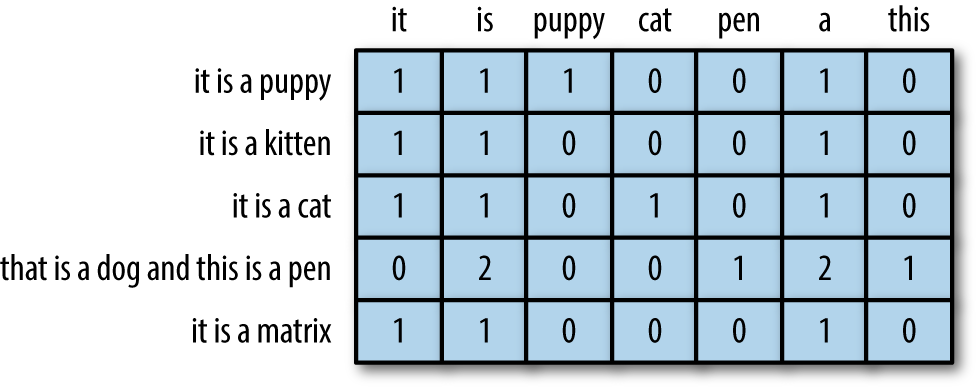 it is puppy cat pen a this
it is a puppy 1 1 1 0 0 1 0
it is a kitten 1 1 0 0 0 1 0
it is a cat 1 1 0 1 0 1 0
that is a dog and this is a pen 0 2 0 0 1 2 1
it is a matrix 1 1 0 0 0 1 0